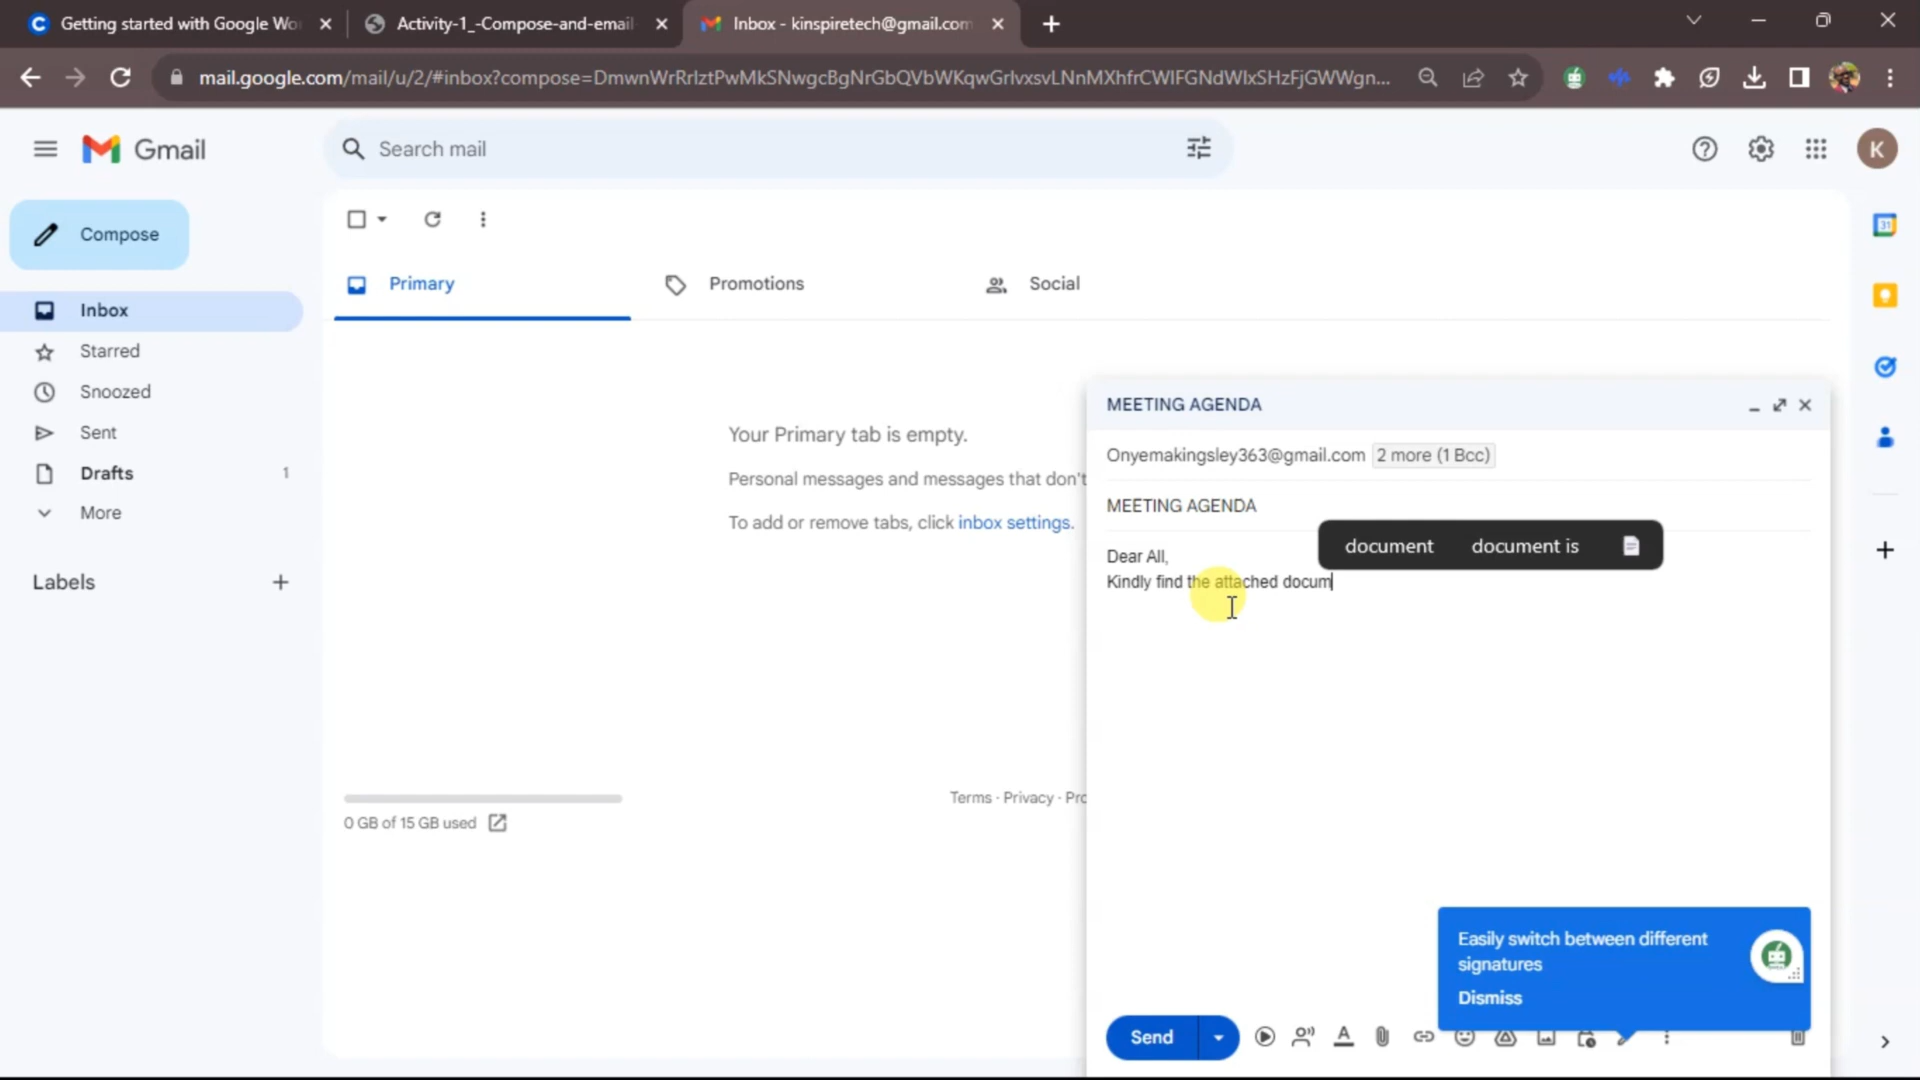 Getting started with Google Wo
Activity-1_-Compose-and-email
Inbox - kinspiretech@gmail.com
mail.google.com/mail/u/2/#inbox?compose=DmwnWrRrlztPwMkSNwgcBgNrGbQVbWKqwGrlvxsvLNnMXhfrCWlFGNdWlxSHzFjGWWgn...
Gmail
Search mail
K
Compose
Inbox
Starred
Snoozed
Sent
Drafts 1
More
Labels
Primary
Promotions
Social
Your Primary tab is empty.
Personal messages and messages that don't
To add or remove tabs, click inbox settings.
0 GB of 15 GB used
Terms · Privacy · Pro
MEETING AGENDA
Onyemakingsley363@gmail.com 2 more (1 Bcc)
MEETING AGENDA
document document is
Dear All,
Kindly find the attached docum
Easily switch between different
signatures
Dismiss
Send
31